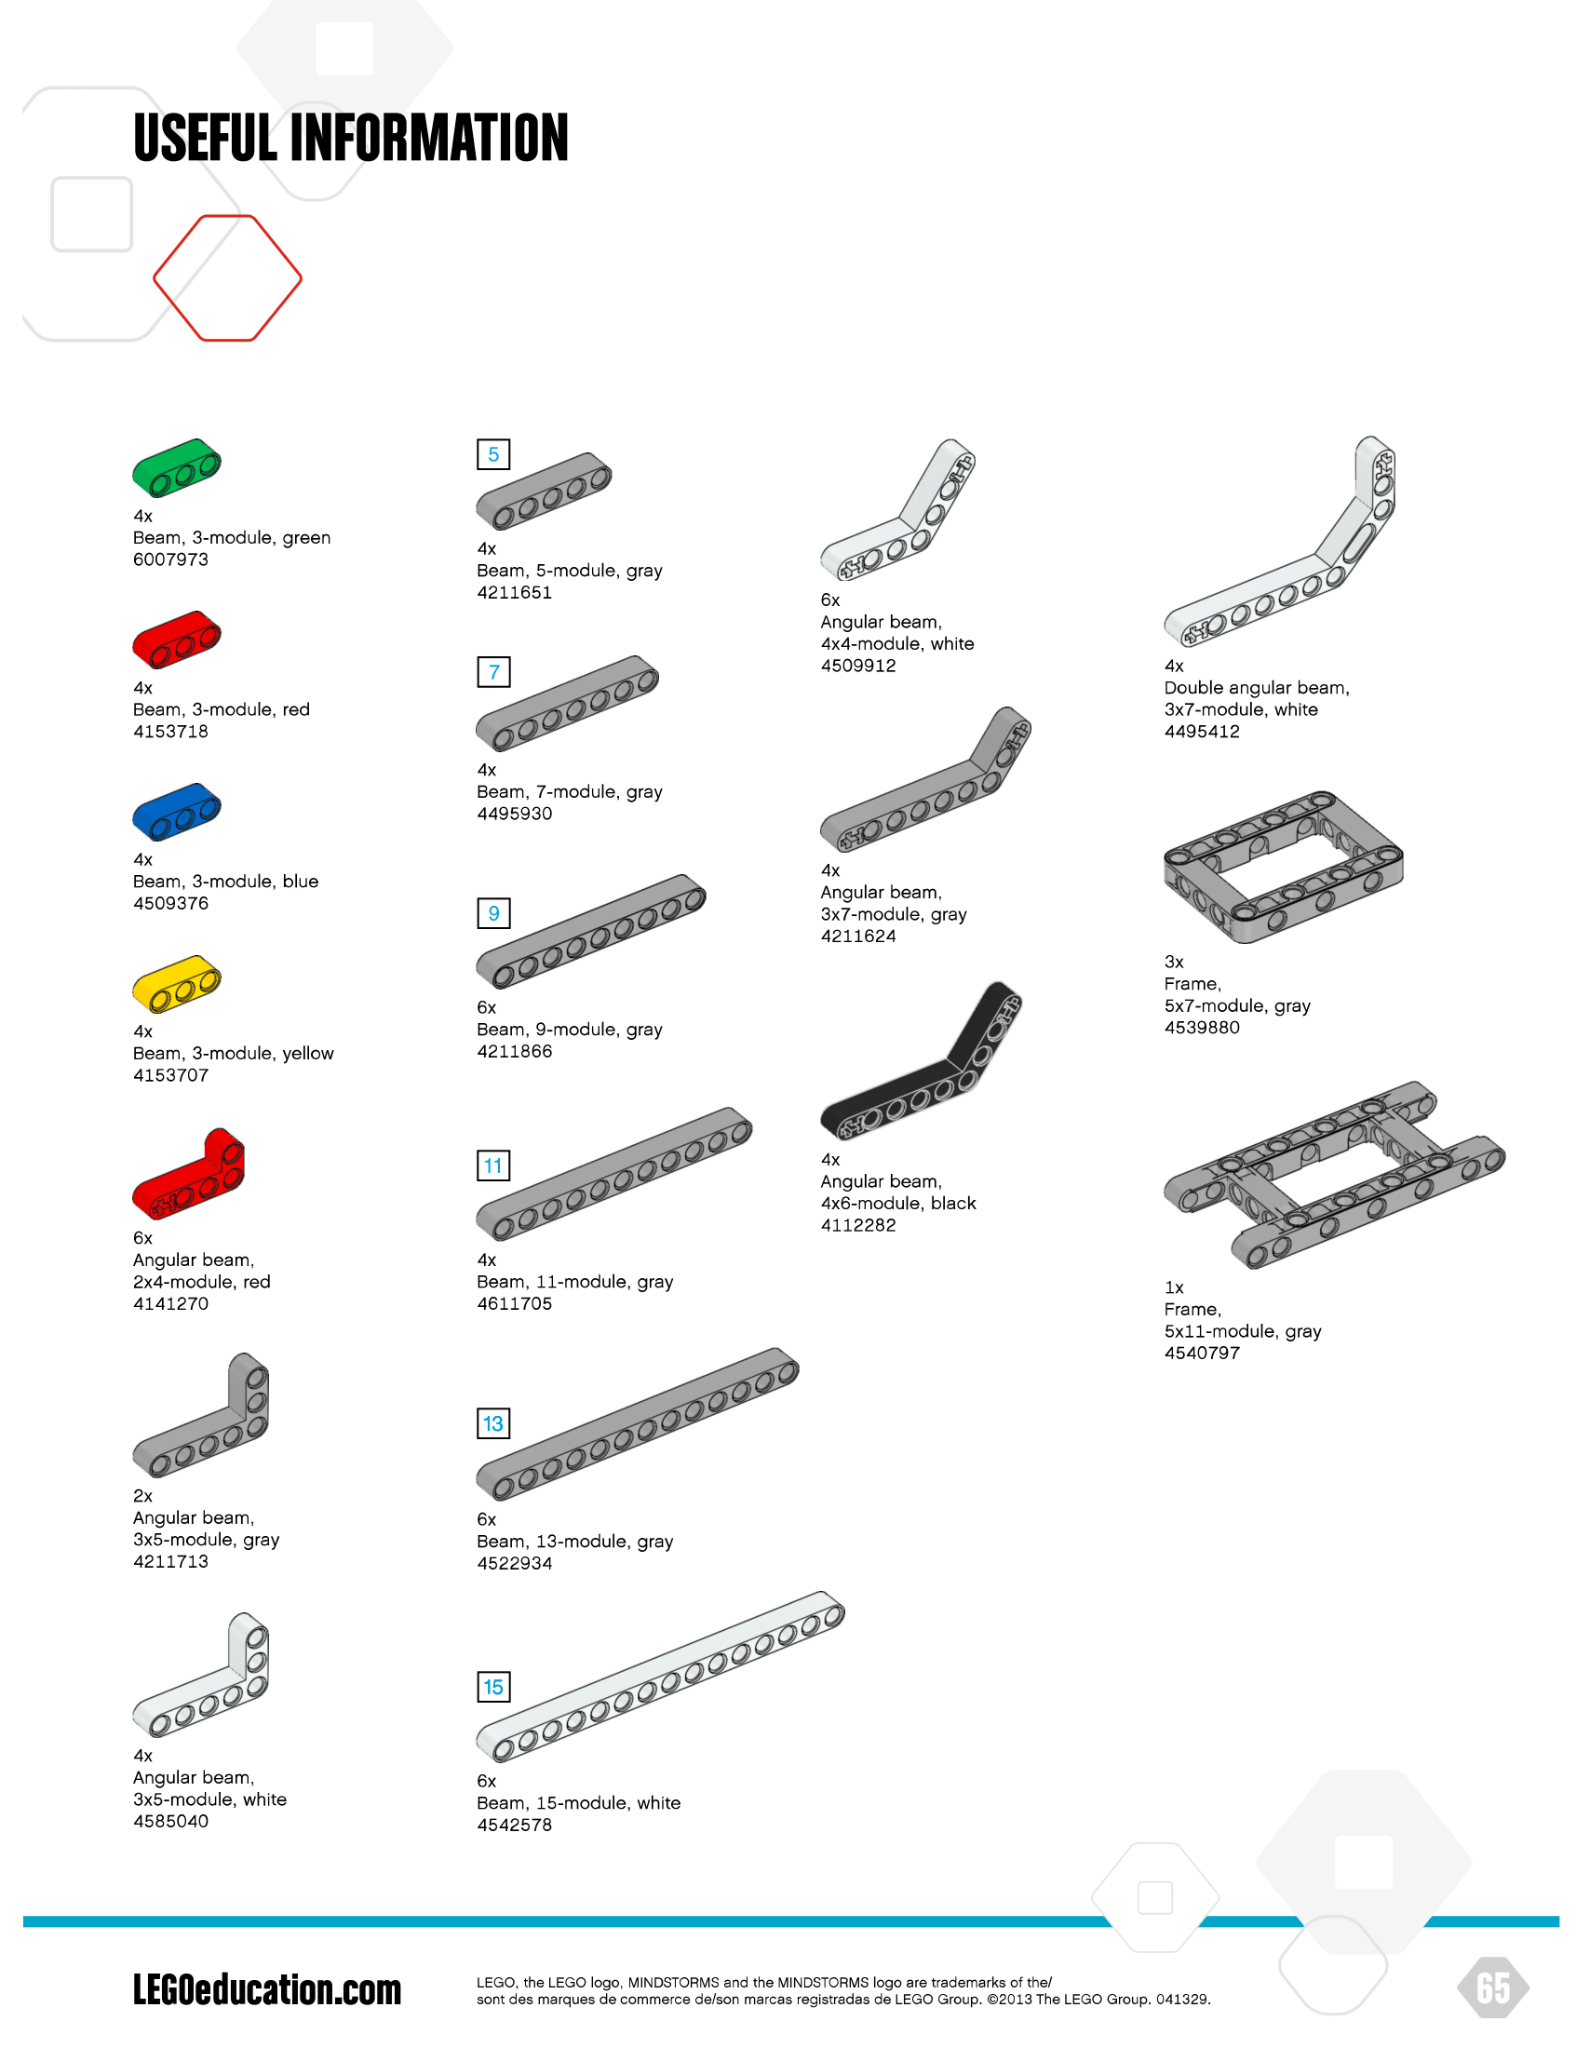 USEFUL INFORMATION
4x
Beam, 3-module, green
6007973
4x
Beam, 3-module, red
4153718
4x
Beam, 3-module, blue
4509376
4x
Beam, 3-module, yellow
4153707
6x
Angular beam,
2x4-module, red
4141270
2x
Angular beam,
3x5-module, gray
4211713
4x
Angular beam,
3x5-module, white
4585040
5
4x
Beam, 5-module, gray
4211651
7
4x
Beam, 7-module, gray
4495930
9
6x
Beam, 9-module, gray
4211866
11
4x
Beam, 11-module, gray
4611705
13
6x
Beam, 13-module, gray
4522934
15
6x
Beam, 15-module, white
4542578
6x
Angular beam,
4x4-module, white
4509912
4x
Angular beam,
3x7-module, gray
4211624
4x
Angular beam,
4x6-module, black
4112282
4x
Double angular beam,
3x7-module, white
4495412
3x
Frame,
5x7-module, gray
4539880
1x
Frame,
5x11-module, gray
4540797
LEGOeducation.com
LEGO, the LEGO logo, MINDSTORMS and the MINDSTORMS logo are trademarks of the/
sont des marques de commerce de/son marcas registradas de LEGO Group. ©2013 The LEGO Group. 041329.
65